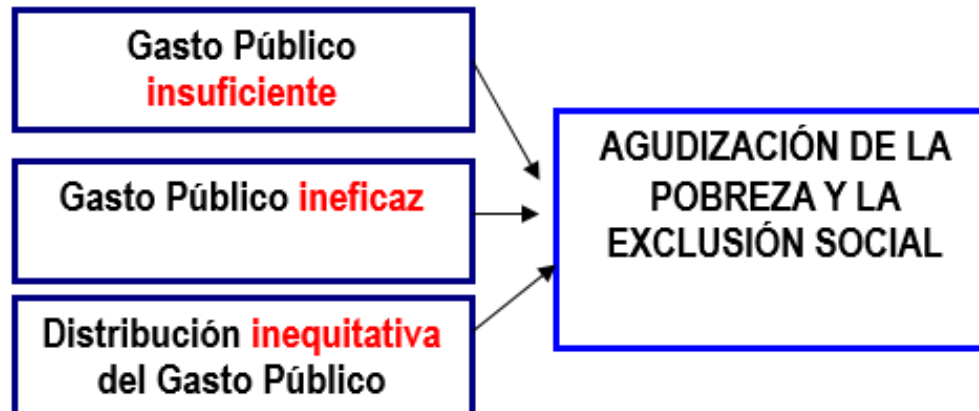 Gasto Público
insuficiente
Gasto Público ineficaz
Distribución inequitativa
del Gasto Público
AGUDIZACIÓN DE LA
POBREZA Y LA
EXCLUSIÓN SOCIAL